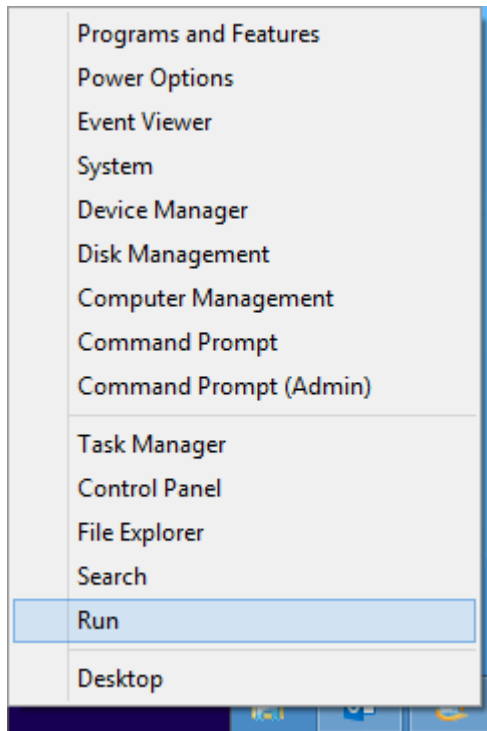 Programs and Features
Power Options
Event Viewer
System
Device Manager
Disk Management
Computer Management
Command Prompt
Command Prompt (Admin)
Task Manager
Control Panel
File Explorer
Search
Run
Desktop